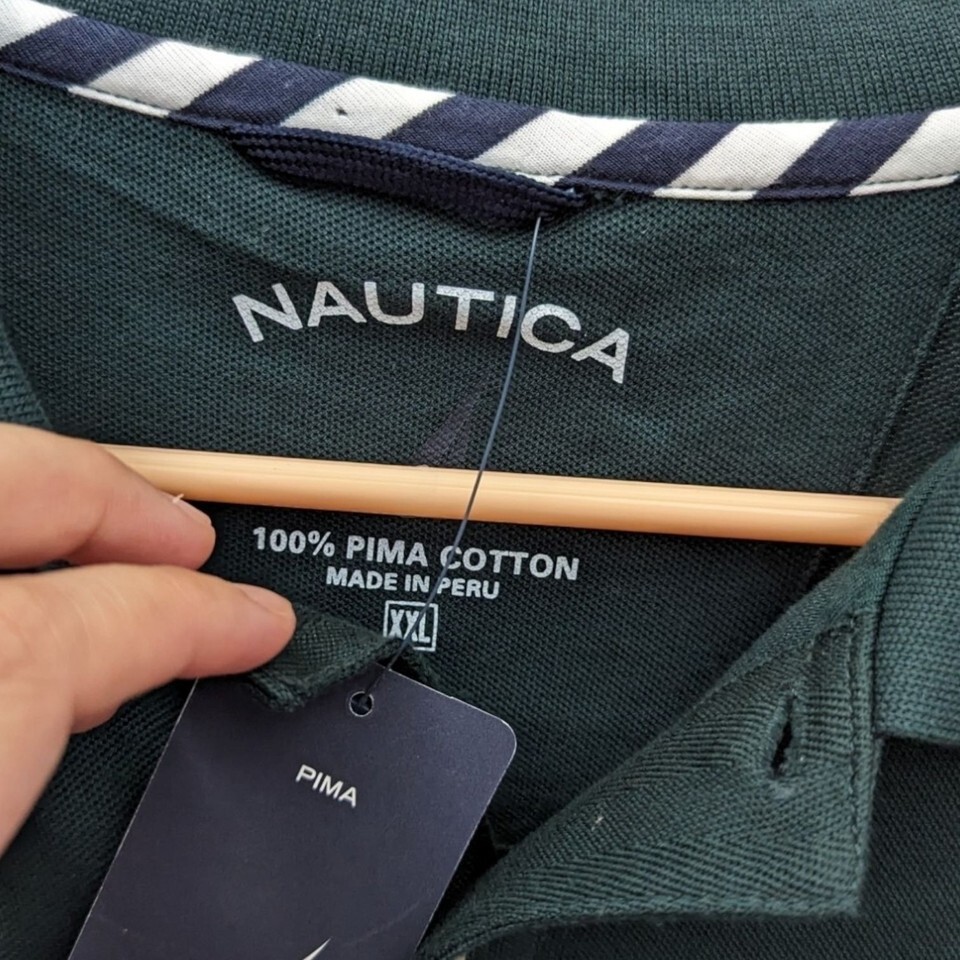 NAUTICA
100% PIMA COTTON
MADE IN PERU
XXL
PIMA